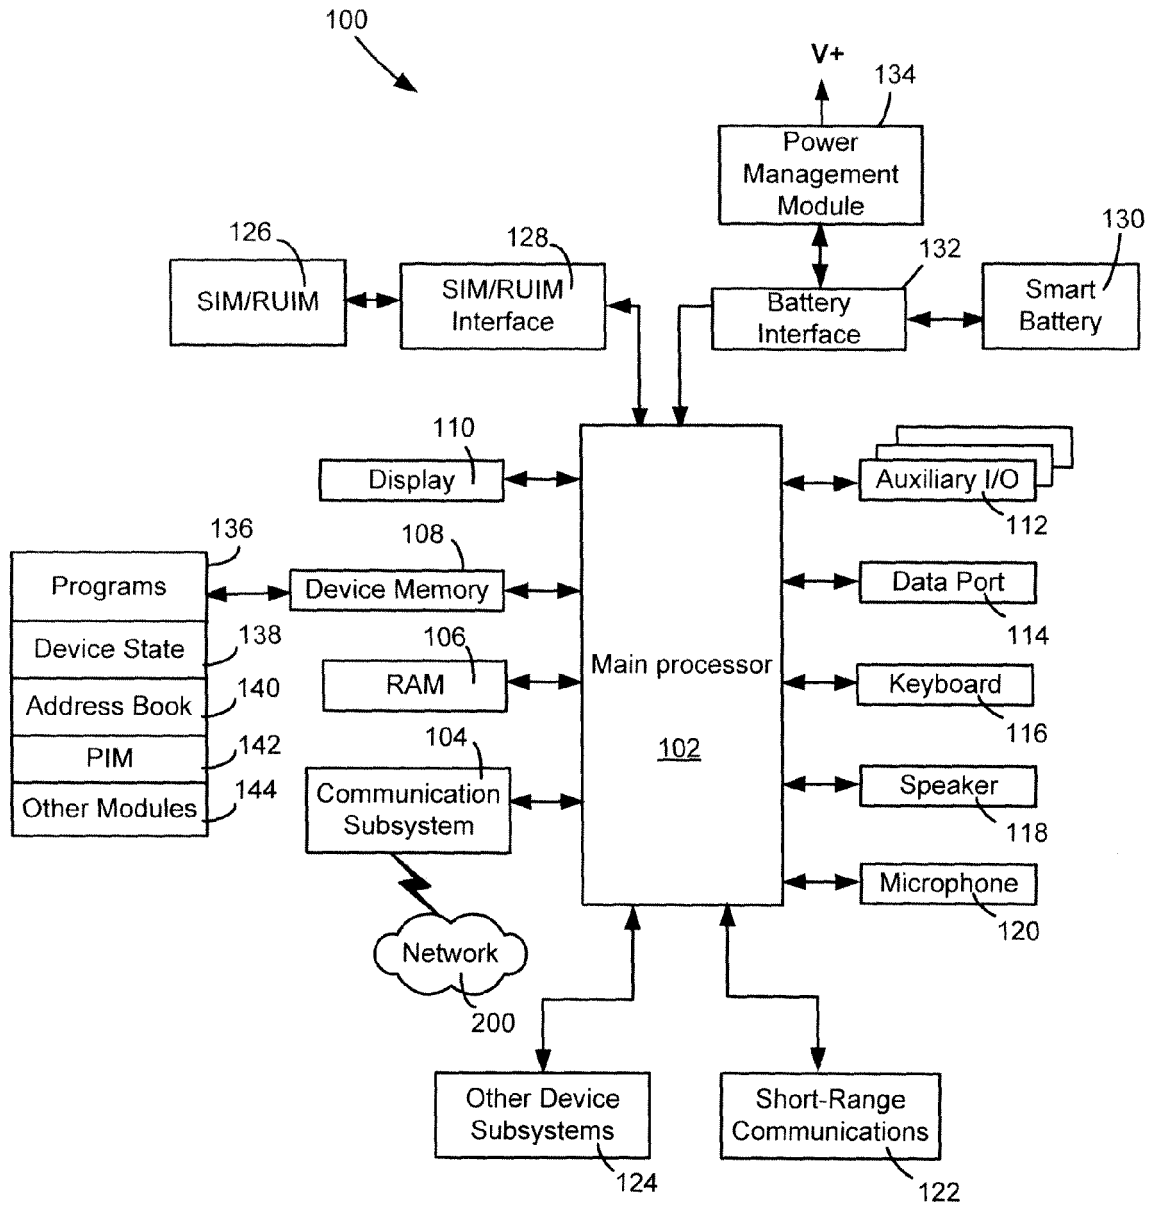 100
V+
134
Power
Management
Module
126
128
132
130
SIM/RUIM
SIM/RUIM
Interface
Battery
Interface
Smart
Battery
110
Display
Auxiliary I/O
112
136
108
Programs
Device Memory
Data Port
114
Device State
138
106
Main processor
RAM
Keyboard
116
Address Book
140
102
PIM
142
104
Other Modules
144
Communication
Subsystem
Speaker
118
Microphone
120
Network
200
Other Device
Subsystems
124
Short-Range
Communications
122